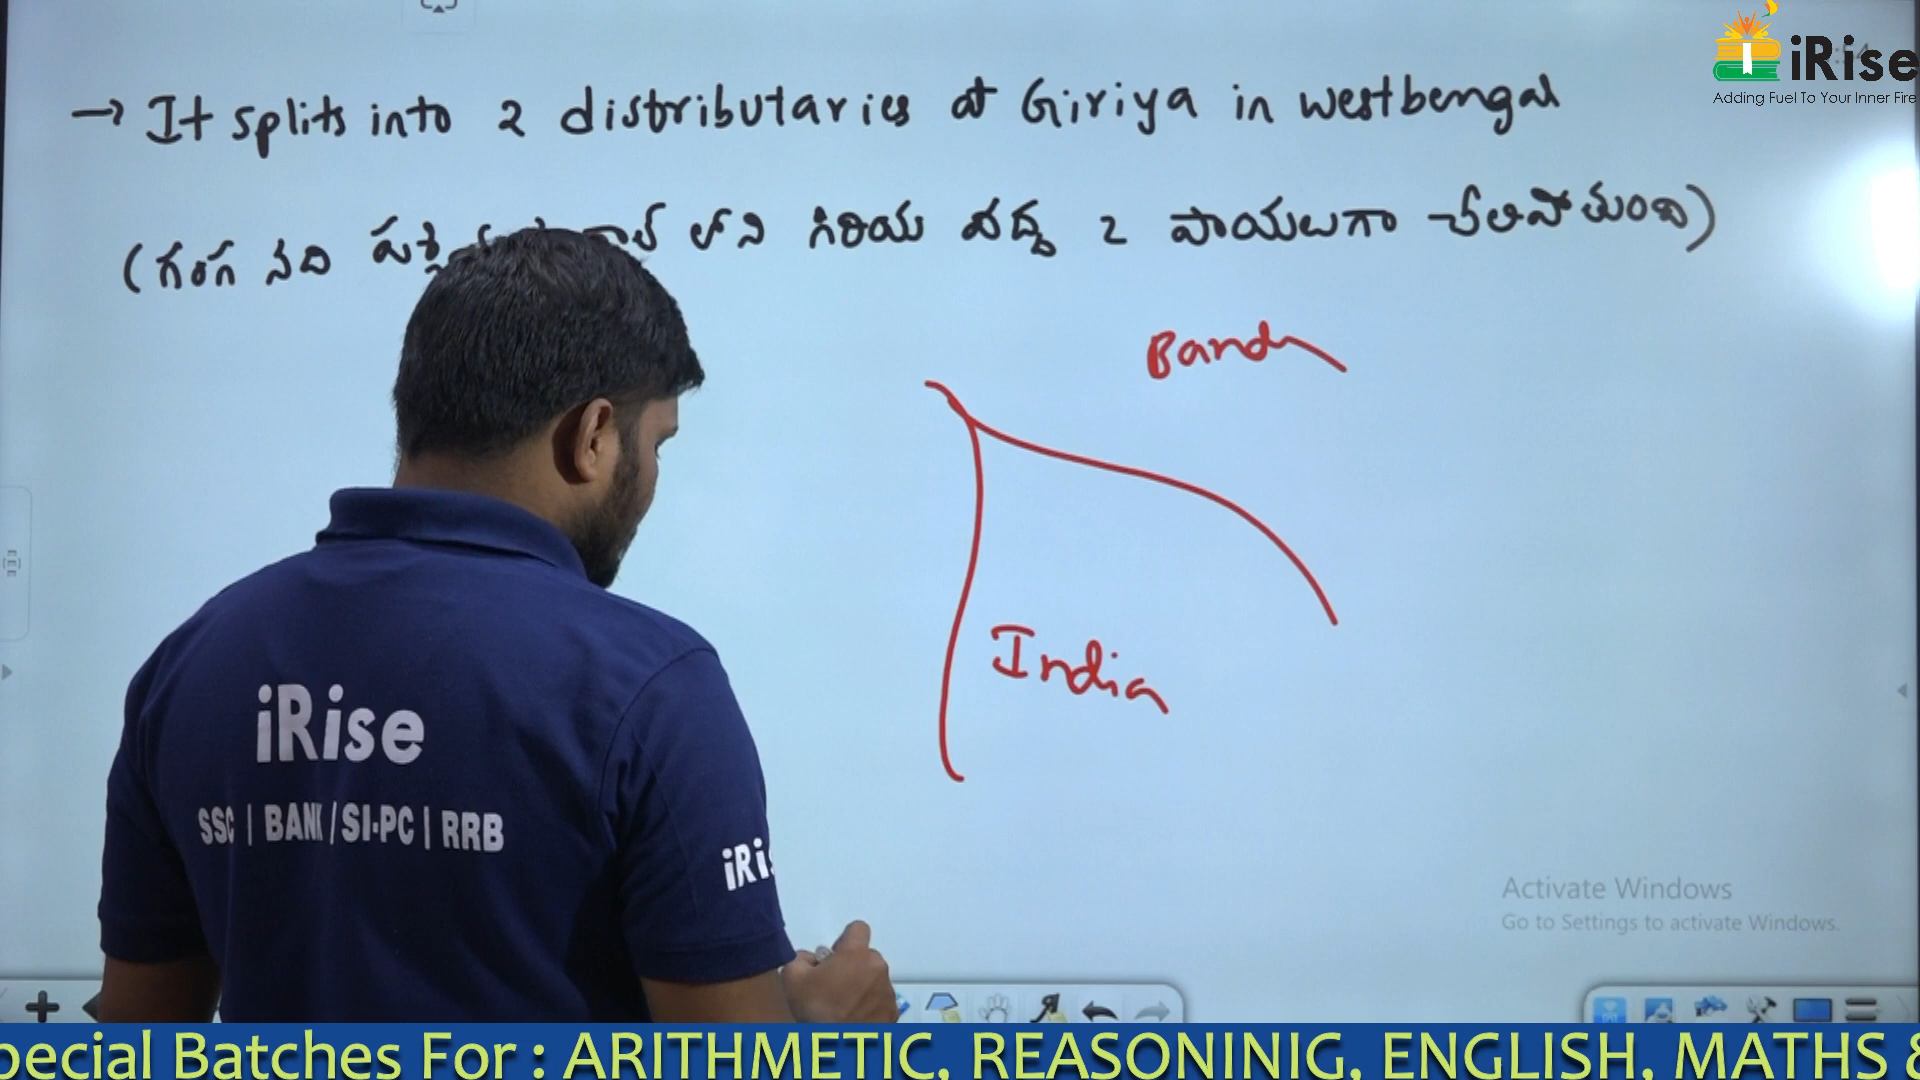 iRise
Adding Fuel To Your Inner Fire
→ It splits into 2 distributaries at Giriya in westbengal
(గంగ నది లోని గిరియ వద్ద 2 పాయలుగా చీలిపోతుంది)
India
iRise
SSC | BANK / SI-PC | RRB
iRis
Activate Windows
Go to Settings to activate Windows.
pecial Batches For : ARITHMETIC, REASONINIG, ENGLISH, MATHS &